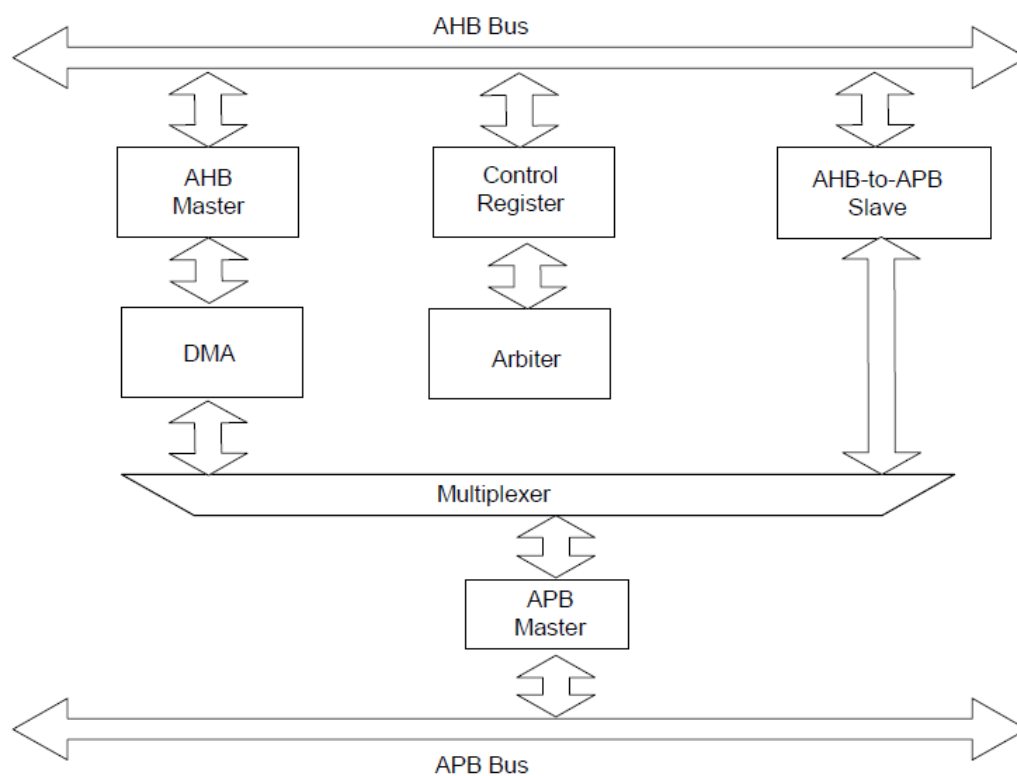 AHB Bus
AHB
Master
Control
Register
AHB-to-APB
Slave
DMA
Arbiter
Multiplexer
APB
Master
APB Bus